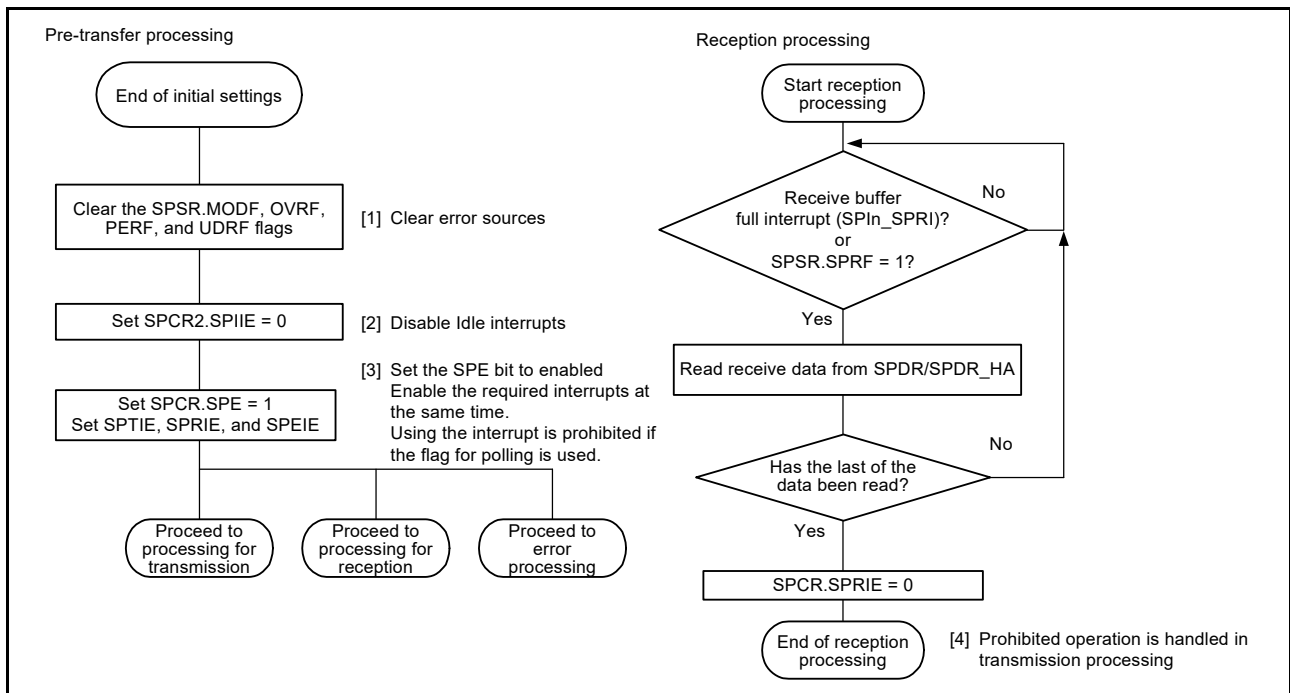 Pre-transfer processing
End of initial settings
Clear the SPSR.MODF, OVRF,
PERF, and UDRF flags
[1] Clear error sources
Set SPCR2.SPIIE = 0
[2] Disable Idle interrupts
Set SPCR.SPE = 1
Set SPTIE, SPRIE, and SPEIE
[3] Set the SPE bit to enabled
Enable the required interrupts at
the same time.
Using the interrupt is prohibited if
the flag for polling is used.
Proceed to
processing for
transmission
Proceed to
processing for
reception
Proceed to
error
processing
Reception processing
Start reception
processing
Receive buffer
full interrupt (SPIn_SPRI)?
or
SPSR.SPRF = 1?
No
Yes
Read receive data from SPDR/SPDR_HA
Has the last of the
data been read?
No
Yes
SPCR.SPRIE = 0
End of reception
processing
[4] Prohibited operation is handled in
transmission processing